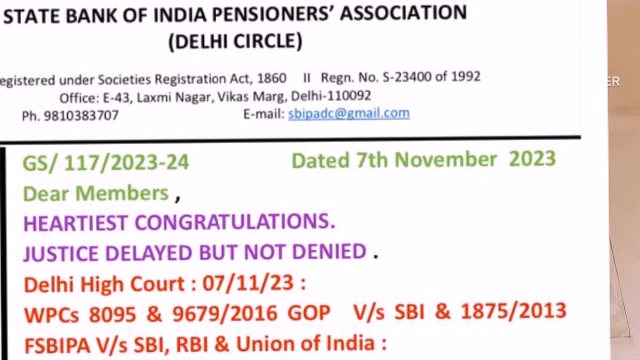 STATE BANK OF INDIA PENSIONERS' ASSOCIATION
(DELHI CIRCLE)
egistered under Societies Registration Act, 1860 II Regn. No. S-23400 of 1992
Office: E-43, Laxmi Nagar, Vikas Marg, Delhi-110092
Ph. 9810383707 E-mail: sbipadc@gmail.com
GS/ 117/2023-24 Dated 7th November 2023
Dear Members ,
HEARTIEST CONGRATULATIONS.
JUSTICE DELAYED BUT NOT DENIED .
Delhi High Court : 07/11/23 :
WPCs 8095 & 9679/2016 GOP V/s SBI & 1875/2013
FSBIPA V/s SBI, RBI & Union of India :
ER